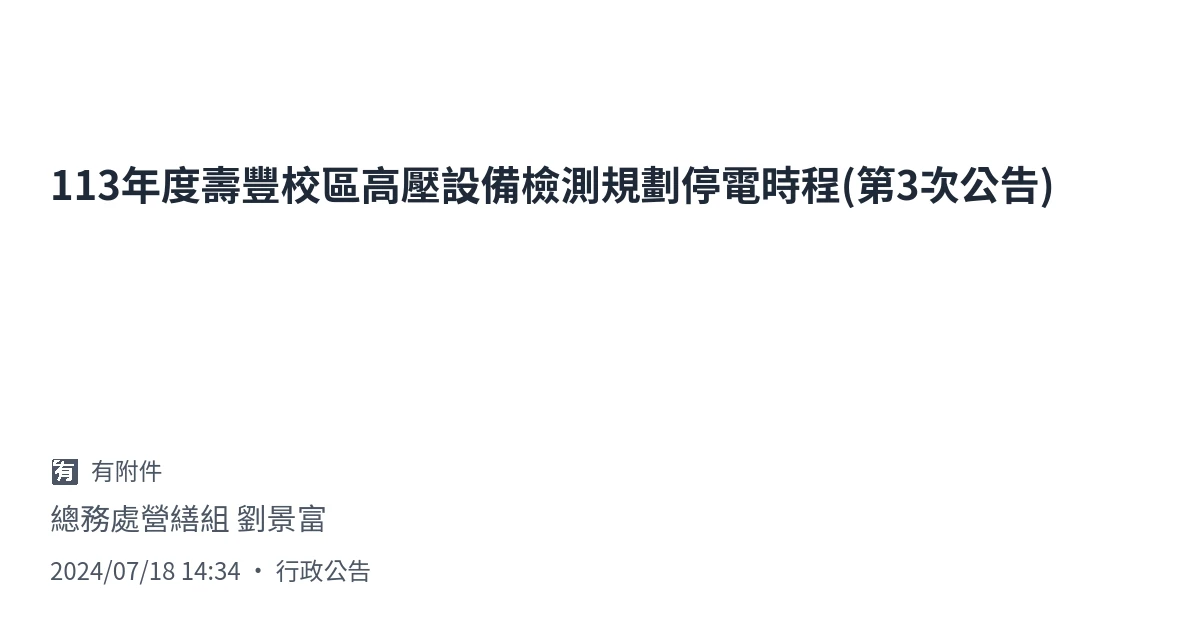 113年度壽豐校區高壓設備檢測規劃停電時程(第3次公告)
有 有附件
總務處營繕組 劉景富
2024/07/18 14:34 • 行政公告